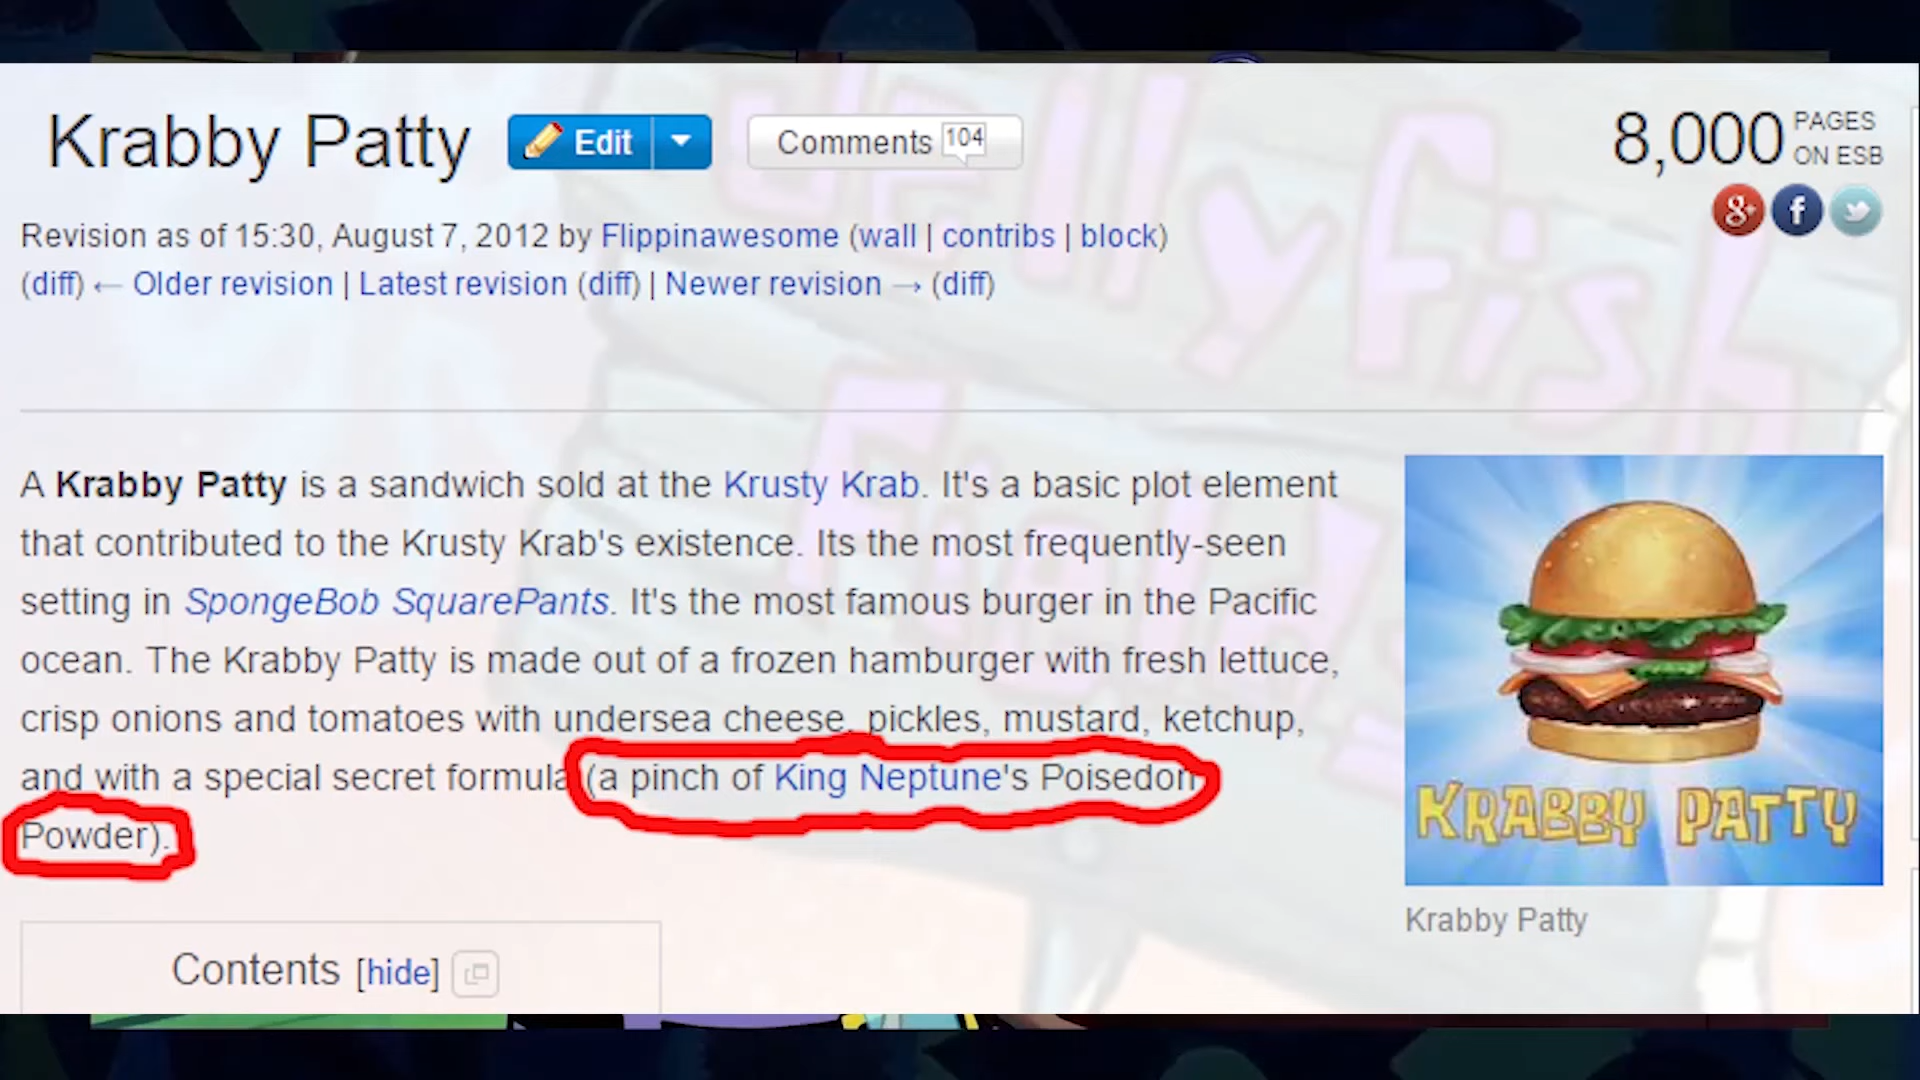 Krabby Patty Edit Comments 104
8,000 PAGES ON ESB
Revision as of 15:30, August 7, 2012 by Flippinawesome (wall | contribs | block)
(diff) ← Older revision | Latest revision (diff) | Newer revision → (diff)
A Krabby Patty is a sandwich sold at the Krusty Krab. It's a basic plot element
that contributed to the Krusty Krab's existence. Its the most frequently-seen
setting in SpongeBob SquarePants. It's the most famous burger in the Pacific
ocean. The Krabby Patty is made out of a frozen hamburger with fresh lettuce,
crisp onions and tomatoes with undersea cheese, pickles, mustard, ketchup,
and with a special secret formula (a pinch of King Neptune's Poisedon
Powder).
KRABBY PATTY
Krabby Patty
Contents [hide]
Jellyfish
Fields